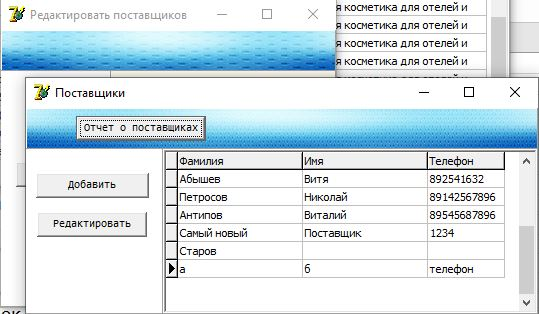 Редактировать поставщиков
я косметика для отелей и
я косметика для отелей и
я косметика для отелей и
я косметика для отелей и
Поставщики
Отчет о поставщиках
Добавить
Редактировать
Фамилия Имя Телефон
Абышев Витя 892541632
Петросов Николай 89142567896
Антипов Виталий 89545687896
Самый новый Поставщик 1234
Старов
а б телефон